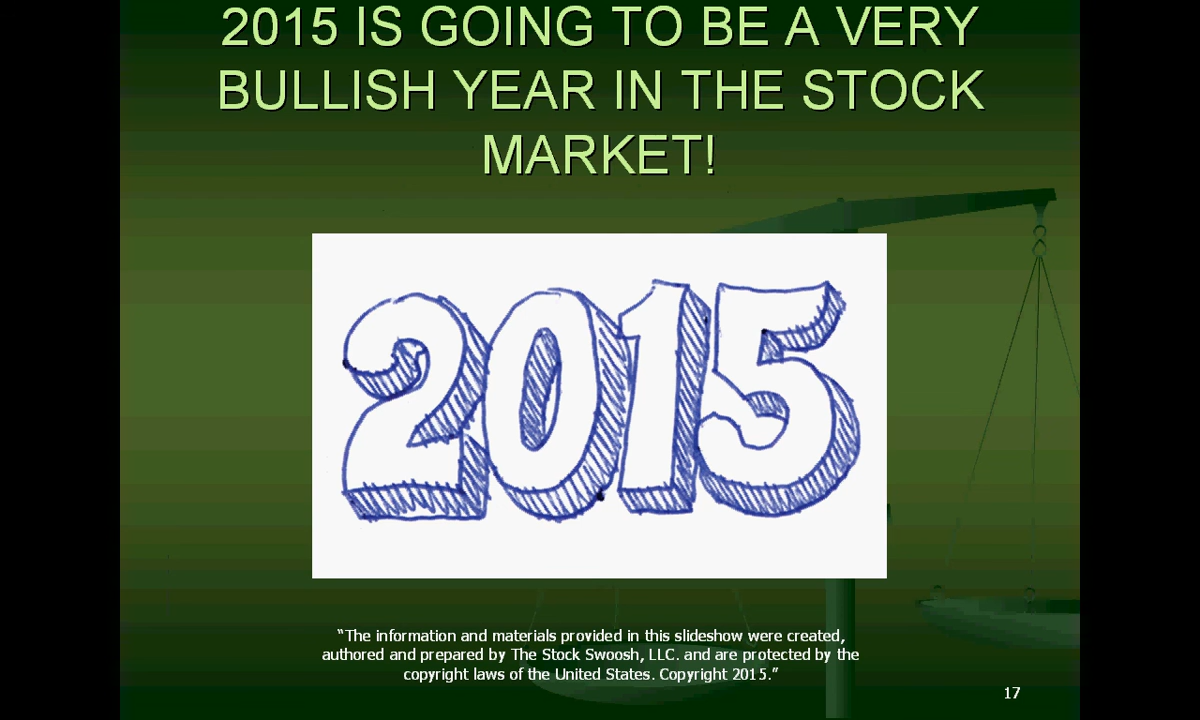 2015 IS GOING TO BE A VERY
BULLISH YEAR IN THE STOCK
MARKET!
2015
“The information and materials provided in this slideshow were created,
authored and prepared by The Stock Swoosh, LLC. and are protected by the
copyright laws of the United States. Copyright 2015.”
17